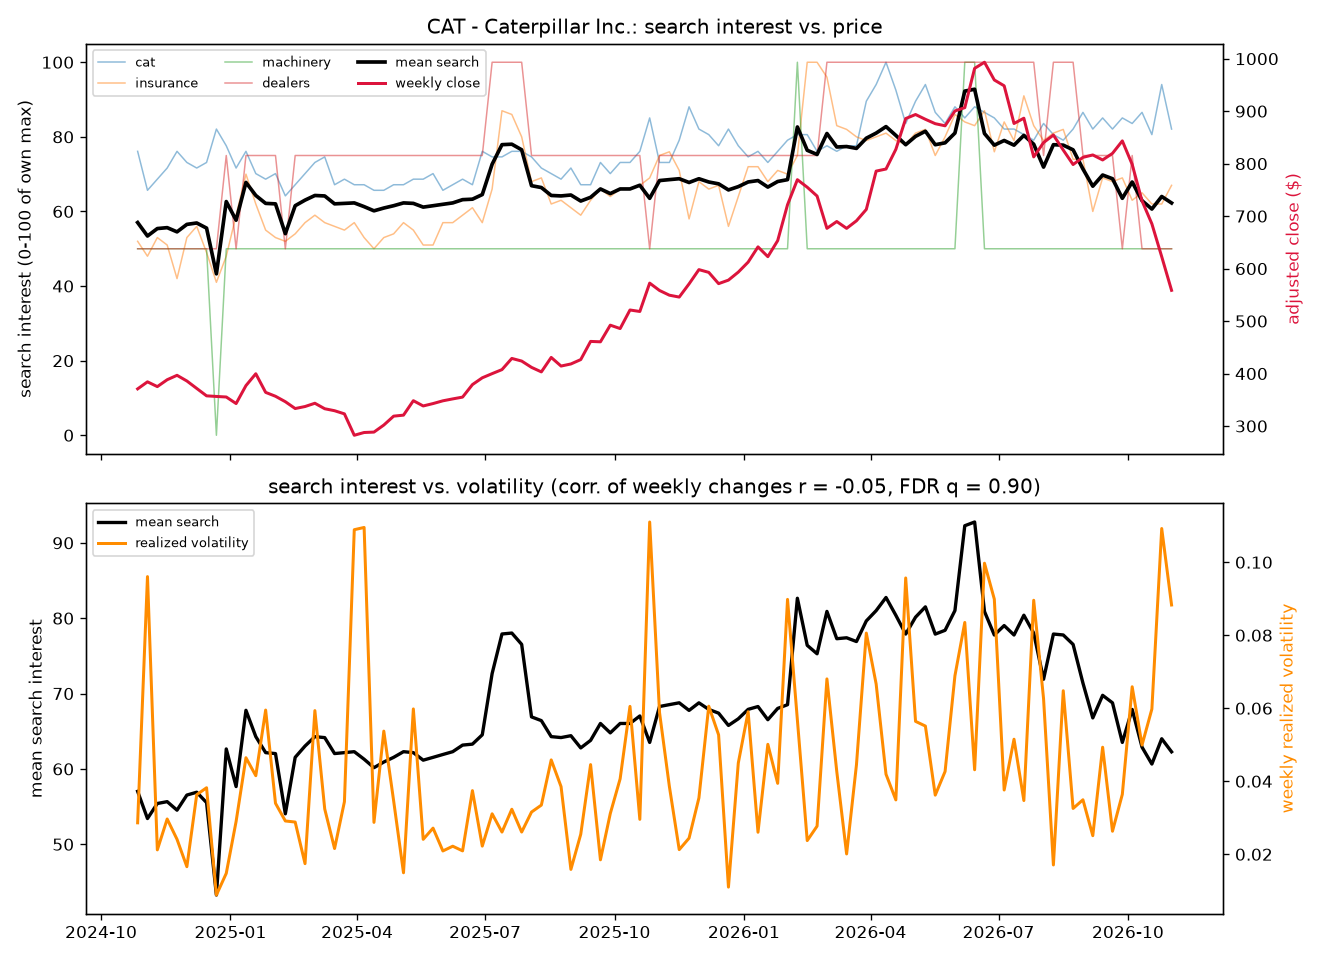 CAT - Caterpillar Inc.: search interest vs. price
cat
insurance
machinery
dealers
mean search
weekly close
100
80
60
40
20
0
search interest (0-100 of own max)
1000
900
800
700
600
500
400
300
adjusted close ($)
search interest vs. volatility (corr. of weekly changes r = -0.05, FDR q = 0.90)
mean search
realized volatility
90
80
70
60
50
mean search interest
0.10
0.08
0.06
0.04
0.02
weekly realized volatility
2024-10
2025-01
2025-04
2025-07
2025-10
2026-01
2026-04
2026-07
2026-10